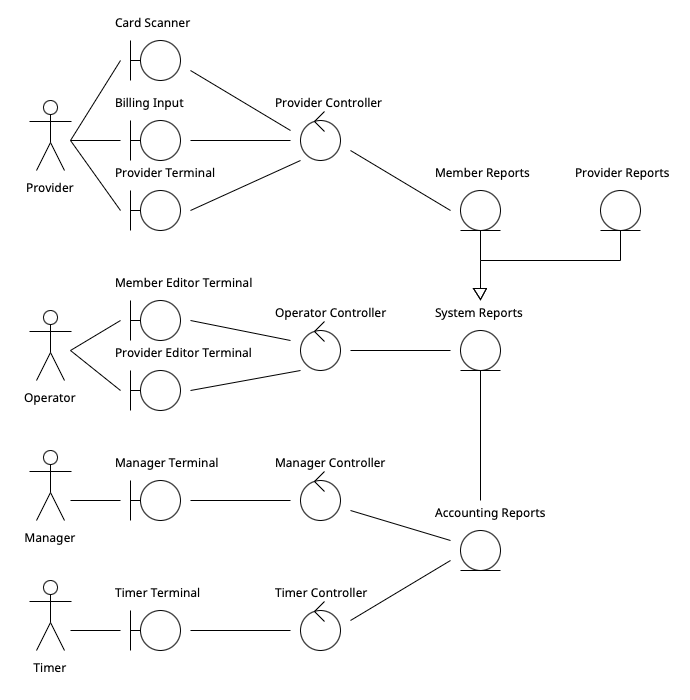 Card Scanner
Billing Input
Provider Controller
Provider
Provider Terminal
Member Reports
Provider Reports
Member Editor Terminal
Operator Controller
System Reports
Provider Editor Terminal
Operator
Manager Terminal
Manager Controller
Accounting Reports
Manager
Timer Terminal
Timer Controller
Timer